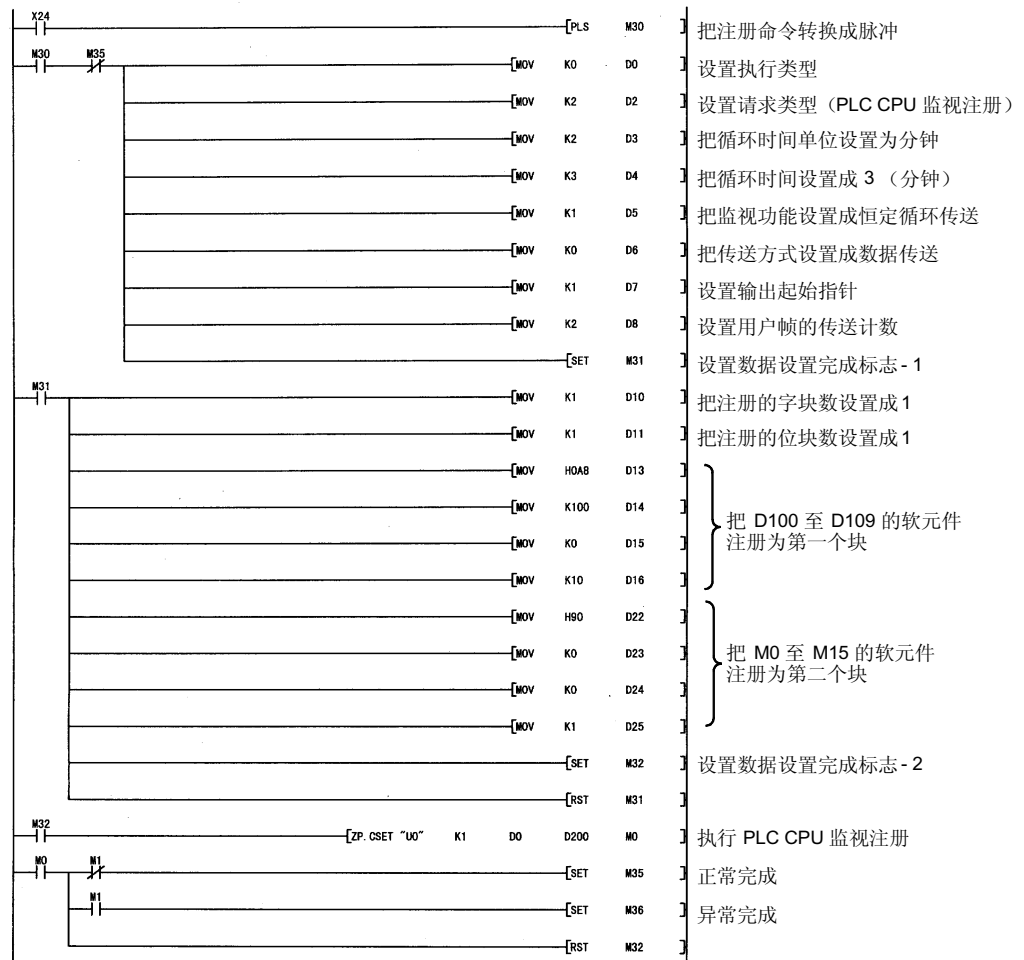 X24
[PLS M30] 把注册命令转换成脉冲
M30 M35
[MOV K0 D0] 设置执行类型
[MOV K2 D2] 设置请求类型（PLC CPU 监视注册）
[MOV K2 D3] 把循环时间单位设置为分钟
[MOV K3 D4] 把循环时间设置成 3 （分钟）
[MOV K1 D5] 把监视功能设置成恒定循环传送
[MOV K0 D6] 把传送方式设置成数据传送
[MOV K1 D7] 设置输出起始指针
[MOV K2 D8] 设置用户帧的传送计数
[SET M31] 设置数据设置完成标志 - 1
M31
[MOV K1 D10] 把注册的字块数设置成 1
[MOV K1 D11] 把注册的位块数设置成 1
[MOV H0A8 D13]
[MOV K100 D14]
把 D100 至 D109 的软元件
注册为第一个块
[MOV K0 D15]
[MOV K10 D16]
[MOV H90 D22]
[MOV K0 D23]
把 M0 至 M15 的软元件
注册为第二个块
[MOV K0 D24]
[MOV K1 D25]
[SET M32] 设置数据设置完成标志 - 2
[RST M31]
M32
[ZP.CSET "U0" K1 D0 D200 M0] 执行 PLC CPU 监视注册
M0 M1
[SET M35] 正常完成
M1
[SET M36] 异常完成
[RST M32]